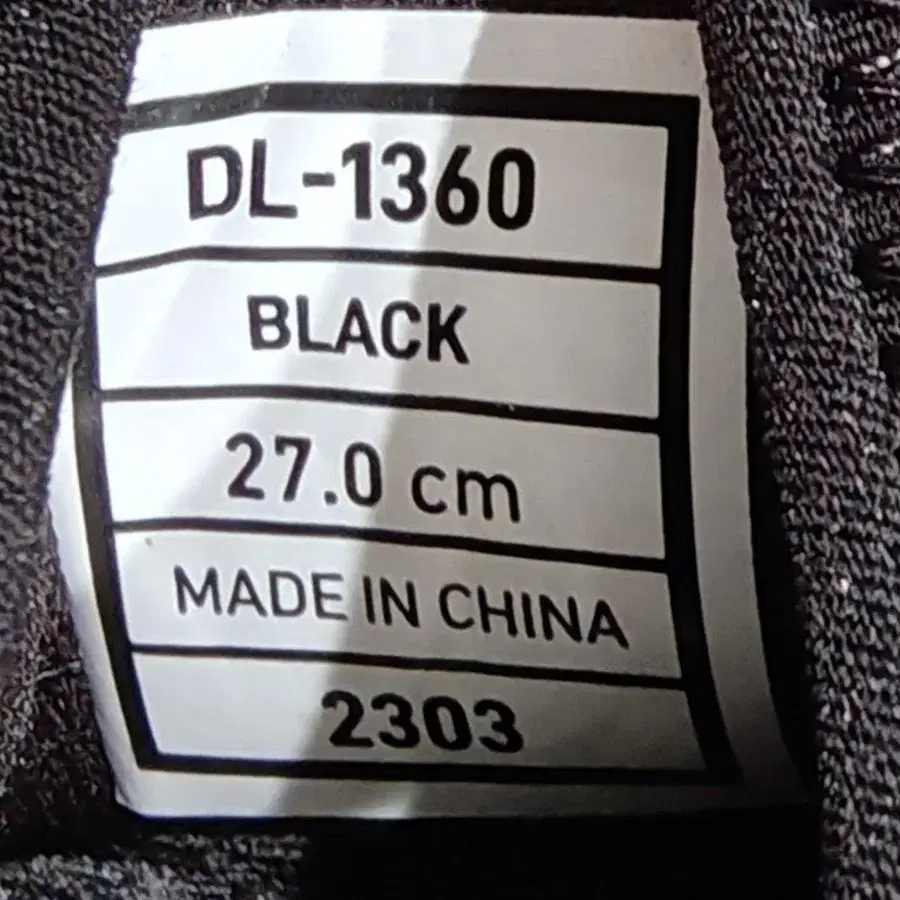 DL-1360
BLACK
27.0 cm
MADE IN CHINA
2303